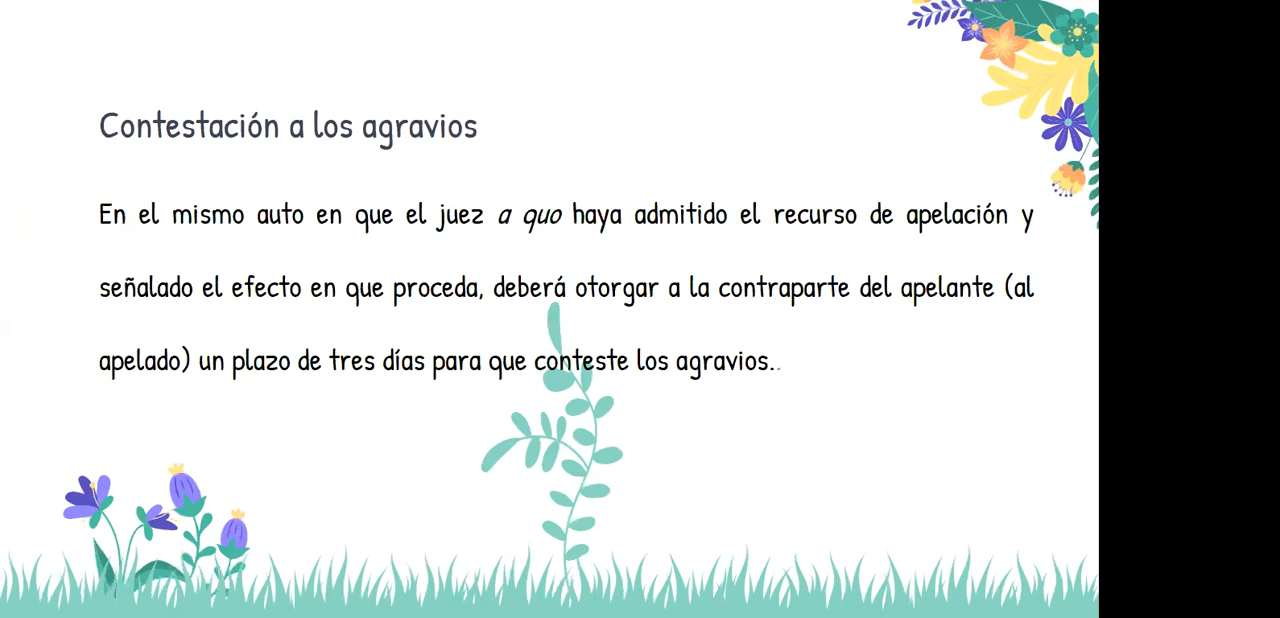 Contestación a los agravios
En el mismo auto en que el juez a quo haya admitido el recurso de apelación y
señalado el efecto en que proceda, deberá otorgar a la contraparte del apelante (al
apelado) un plazo de tres días para que conteste los agravios..